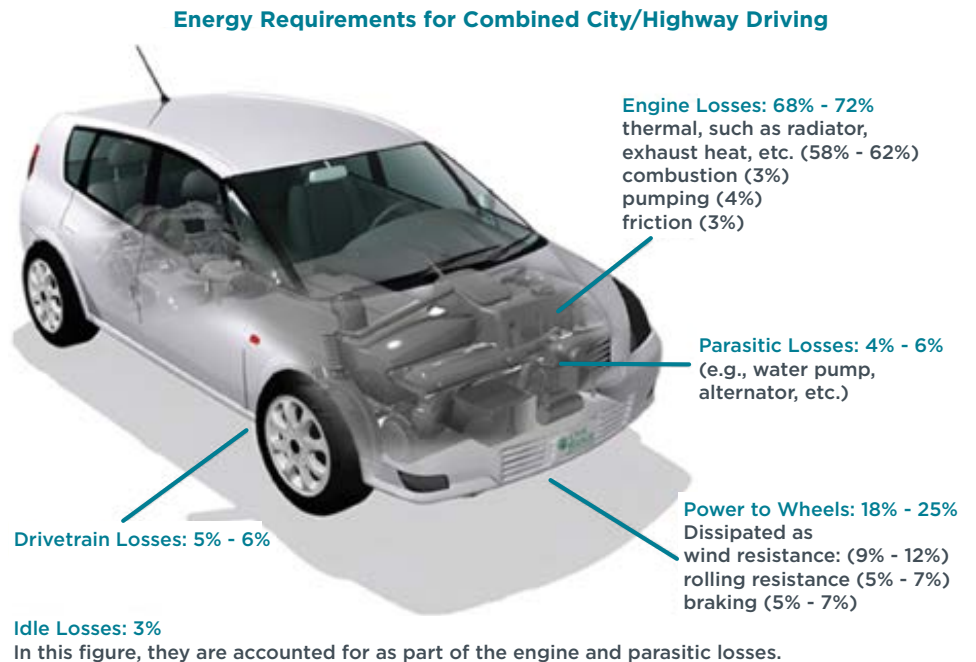 Energy Requirements for Combined City/Highway Driving
Engine Losses: 68% - 72%
thermal, such as radiator,
exhaust heat, etc. (58% - 62%)
combustion (3%)
pumping (4%)
friction (3%)
Parasitic Losses: 4% - 6%
(e.g., water pump,
alternator, etc.)
Power to Wheels: 18% - 25%
Dissipated as
wind resistance: (9% - 12%)
rolling resistance (5% - 7%)
braking (5% - 7%)
Drivetrain Losses: 5% - 6%
Idle Losses: 3%
In this figure, they are accounted for as part of the engine and parasitic losses.